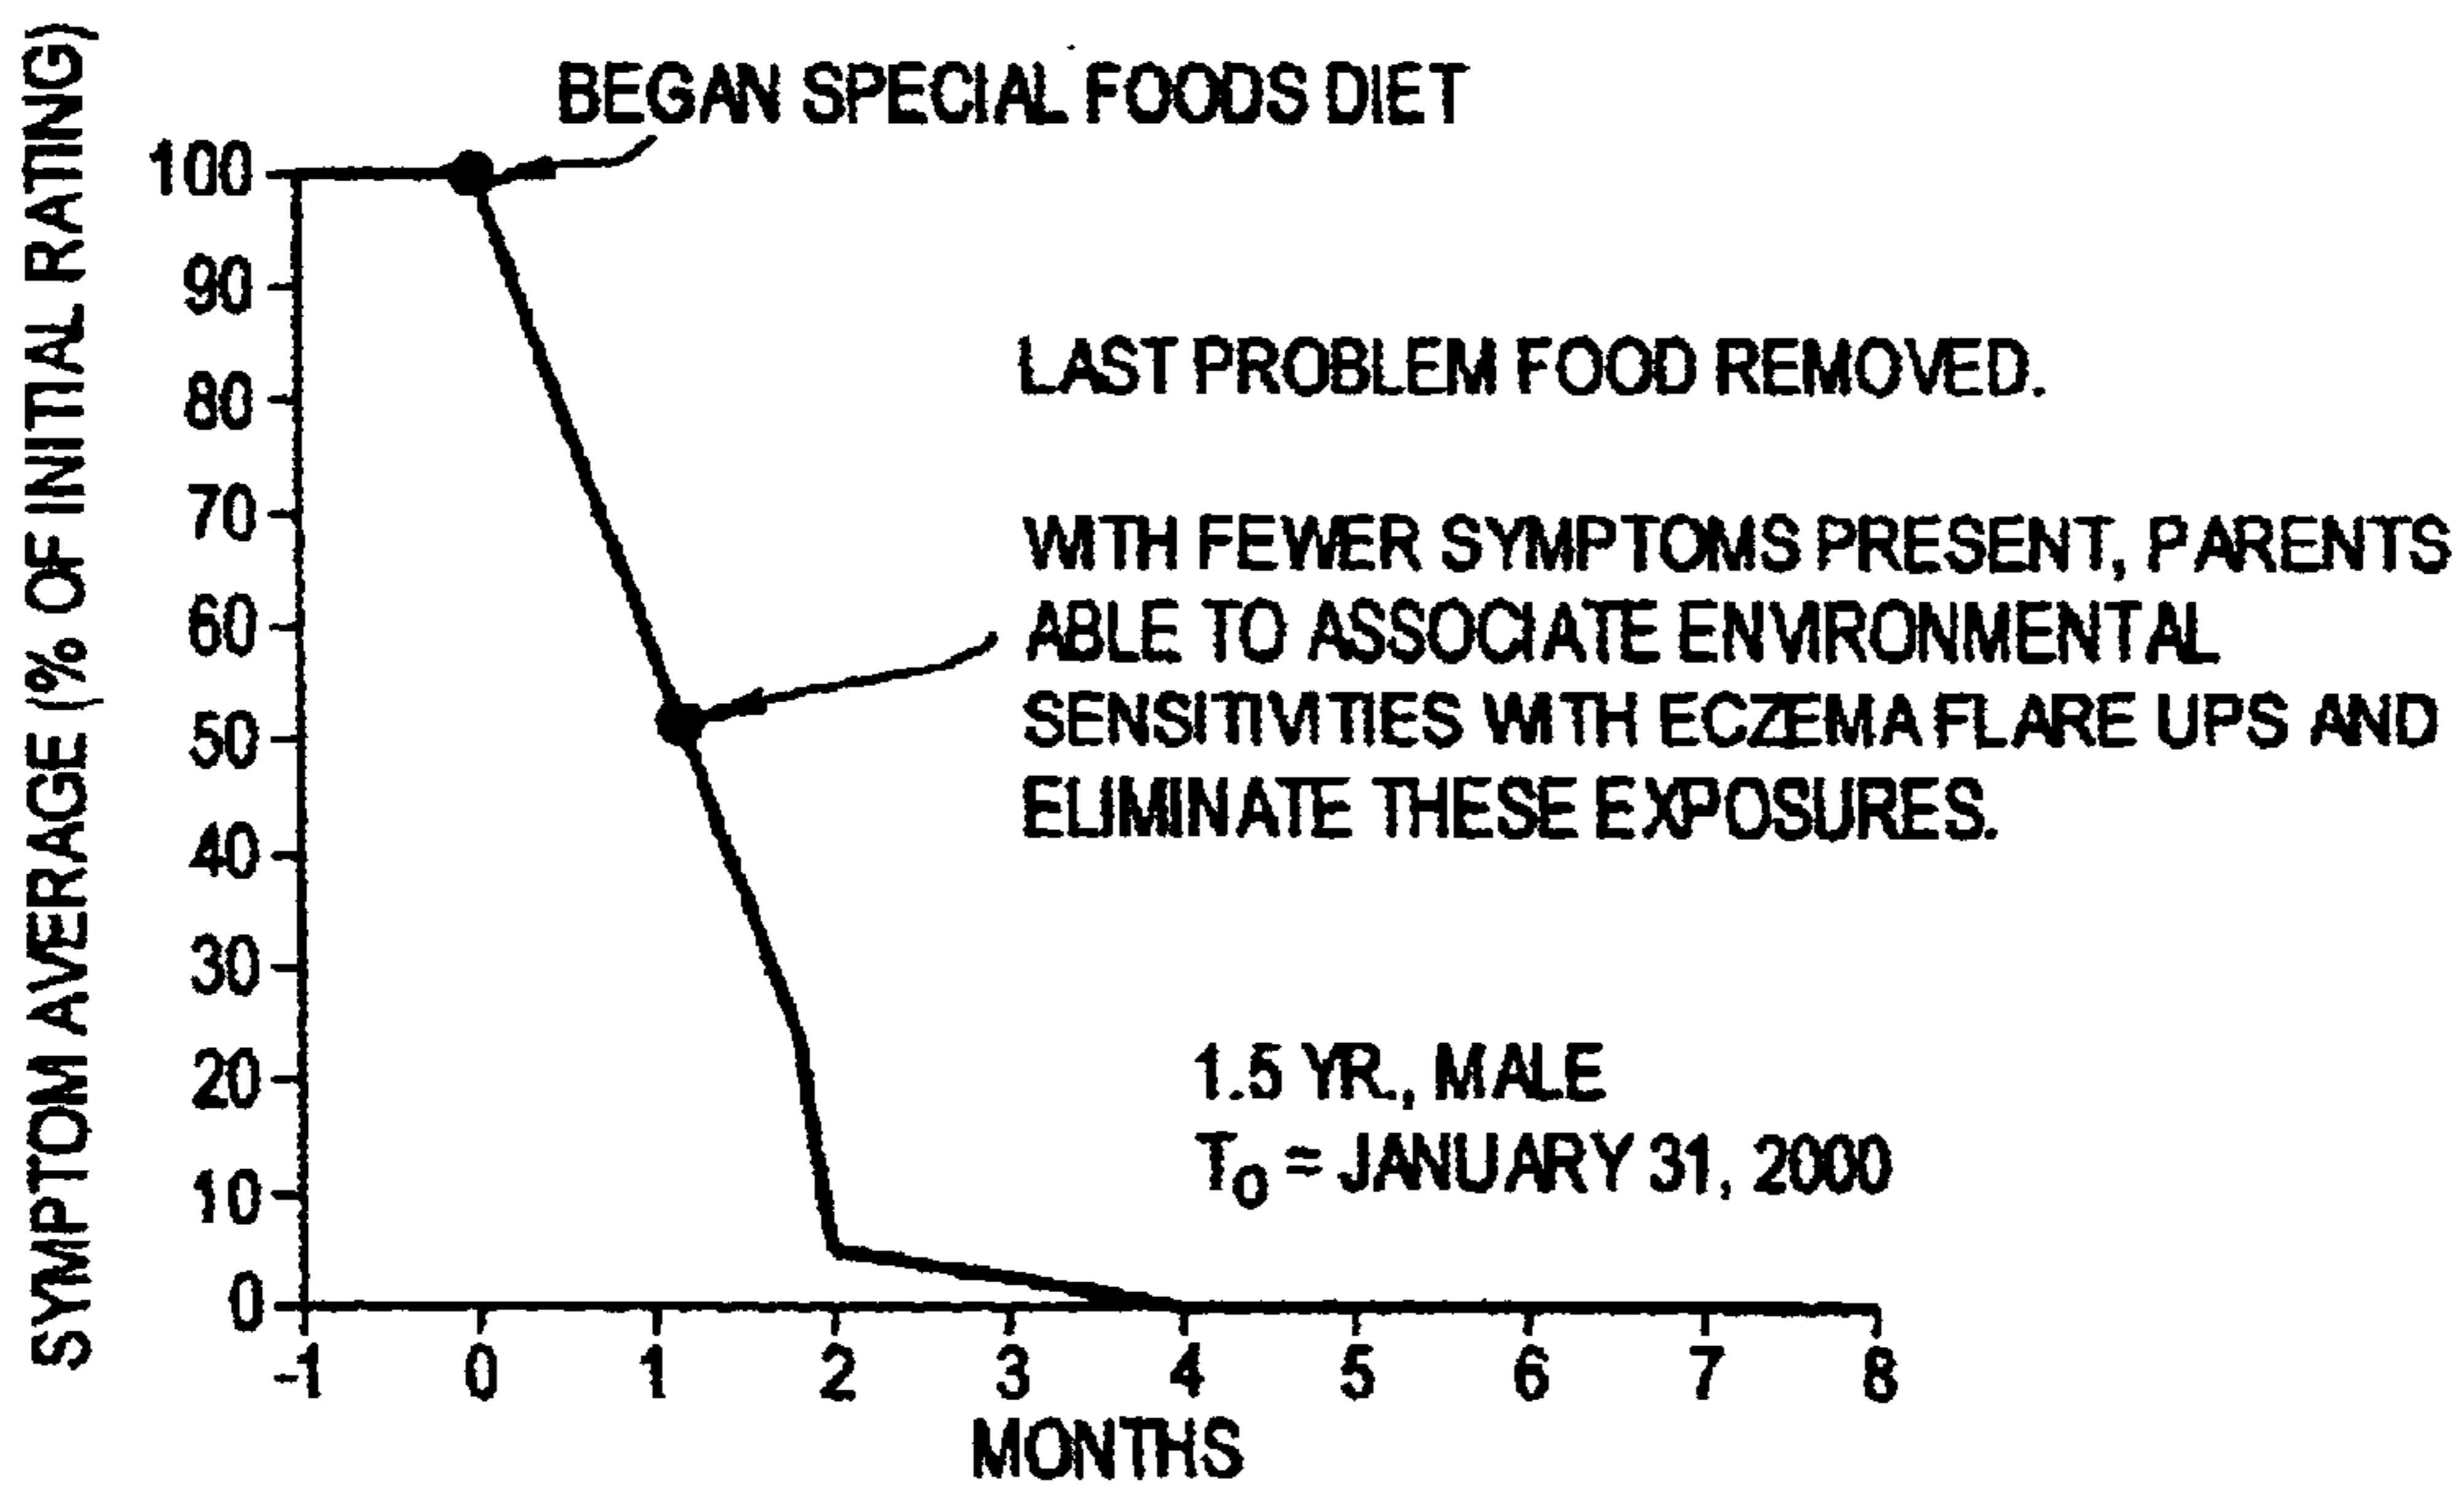 SYMPTOM AVERAGE (% OF INITIAL RATING)
BEGAN SPECIAL FOODS DIET
100
90
80
70
60
50
40
30
20
10
0
LAST PROBLEM FOOD REMOVED.
WITH FEWER SYMPTOMS PRESENT, PARENTS
ABLE TO ASSOCIATE ENVIRONMENTAL
SENSITIVITIES WITH ECZEMA FLARE UPS AND
ELIMINATE THESE EXPOSURES.
1.5 YR., MALE
T0 = JANUARY 31, 2000
-1 0 1 2 3 4 5 6 7 8
MONTHS